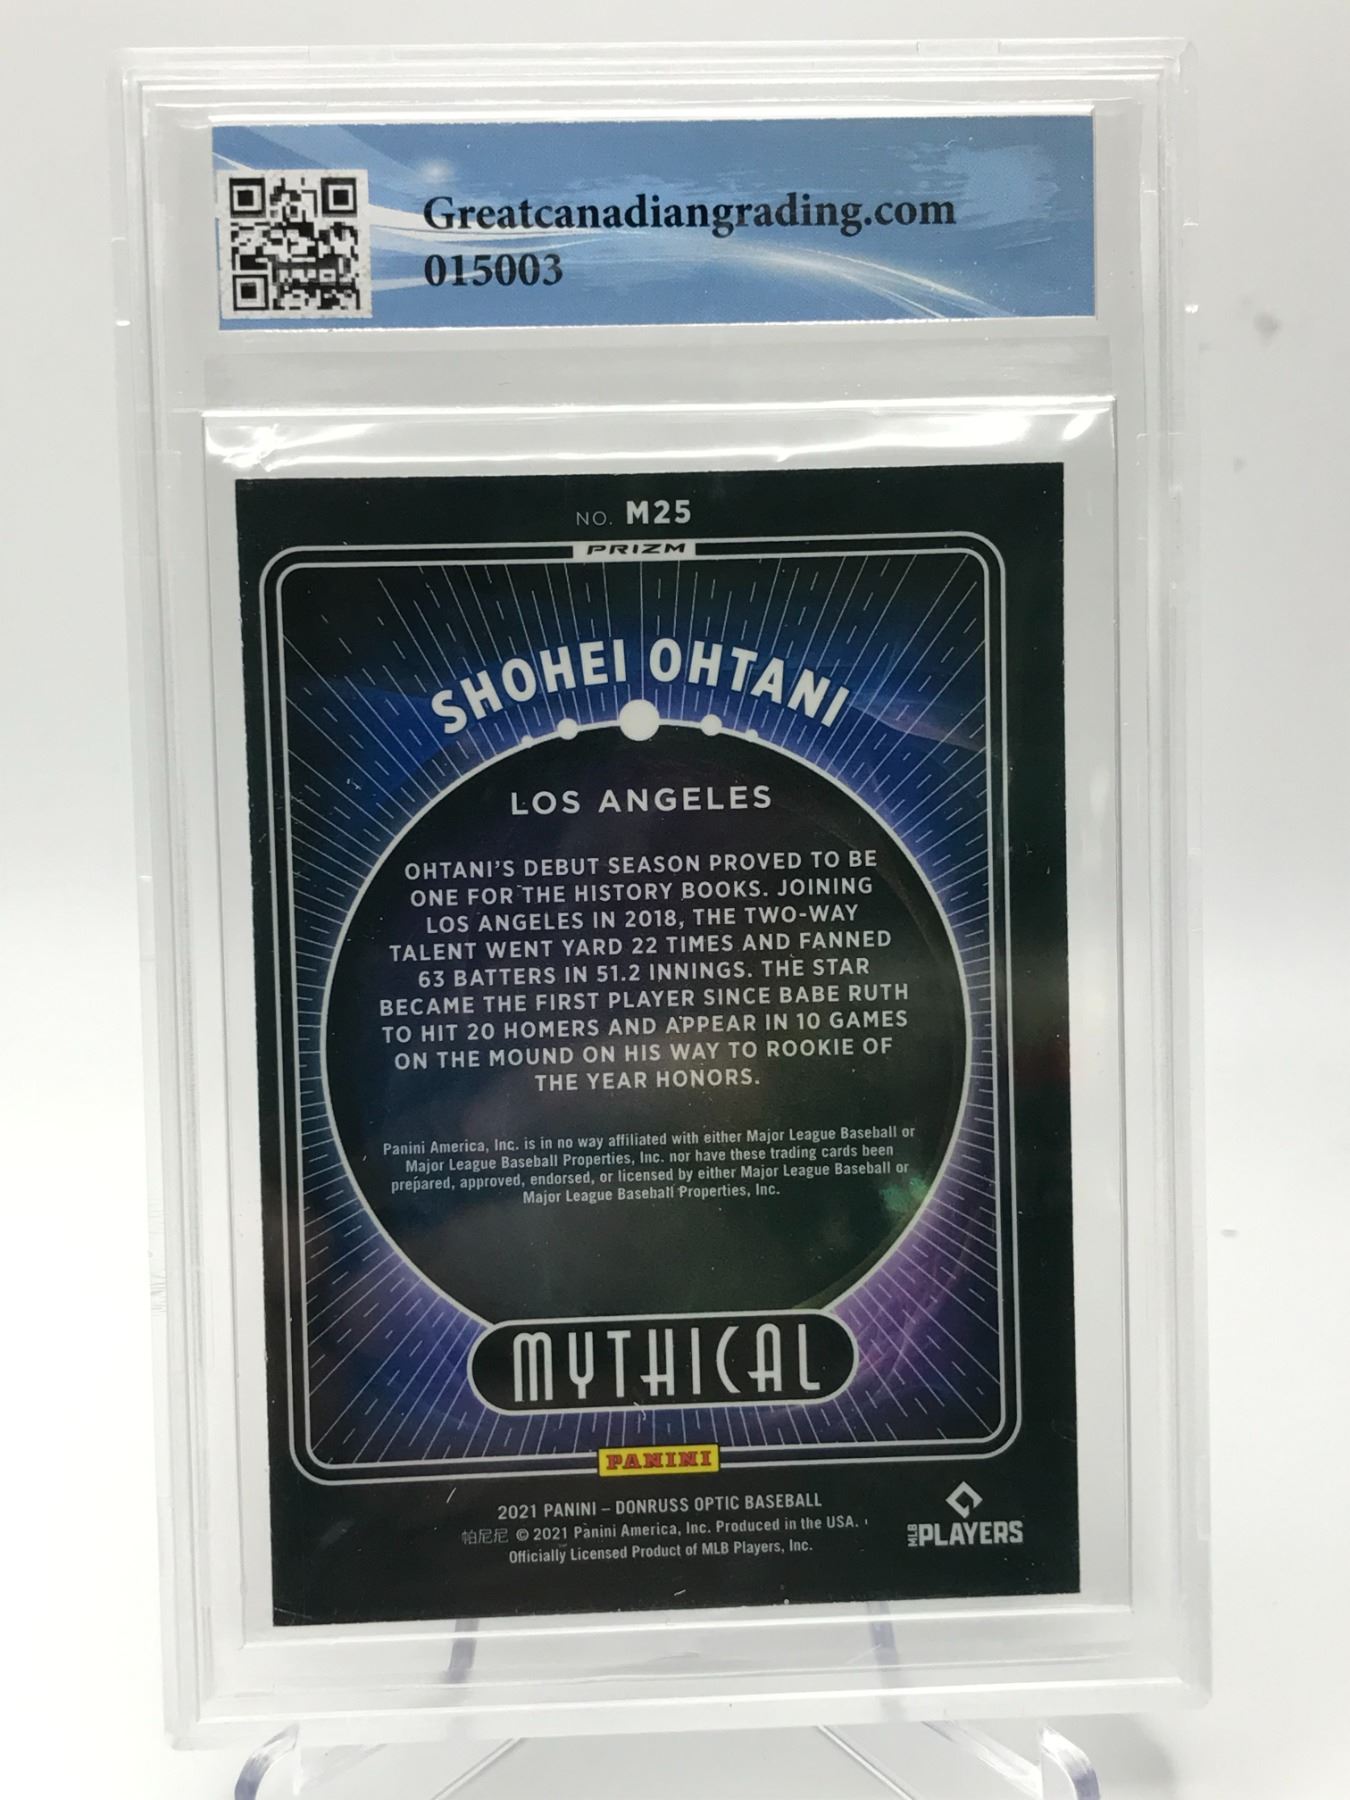 Greatcanadiangrading.com
015003
NO. M25
PRIZM
SHOHEI OHTANI
LOS ANGELES
OHTANI'S DEBUT SEASON PROVED TO BE
ONE FOR THE HISTORY BOOKS. JOINING
LOS ANGELES IN 2018, THE TWO-WAY
TALENT WENT YARD 22 TIMES AND FANNED
63 BATTERS IN 51.2 INNINGS. THE STAR
BECAME THE FIRST PLAYER SINCE BABE RUTH
TO HIT 20 HOMERS AND APPEAR IN 10 GAMES
ON THE MOUND ON HIS WAY TO ROOKIE OF
THE YEAR HONORS.
Panini America, Inc. is in no way affiliated with either Major League Baseball or
Major League Baseball Properties, Inc. nor have these trading cards been
prepared, approved, endorsed, or licensed by either Major League Baseball or
Major League Baseball Properties, Inc.
MYTHICAL
PANINI
2021 PANINI – DONRUSS OPTIC BASEBALL
帕尼尼 © 2021 Panini America, Inc. Produced in the USA.
Officially Licensed Product of MLB Players, Inc.
MLB PLAYERS